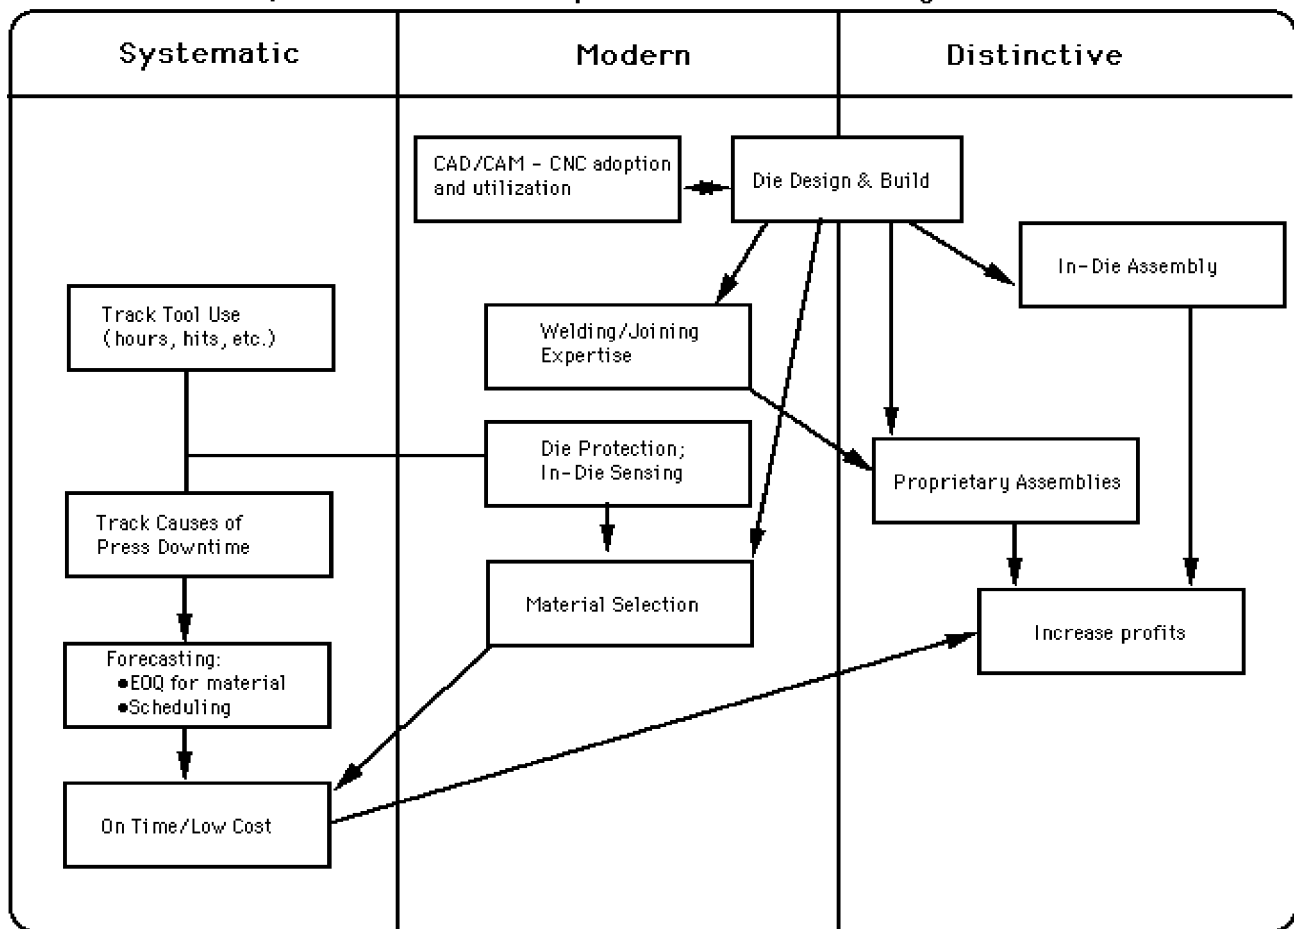 Systematic
Modern
Distinctive
CAD/CAM - CNC adoption
and utilization
Die Design & Build
In-Die Assembly
Track Tool Use
(hours, hits, etc.)
Welding/Joining
Expertise
Die Protection;
In-Die Sensing
Proprietary Assemblies
Track Causes of
Press Downtime
Material Selection
Increase profits
Forecasting:
●EOQ for material
●Scheduling
On Time/Low Cost